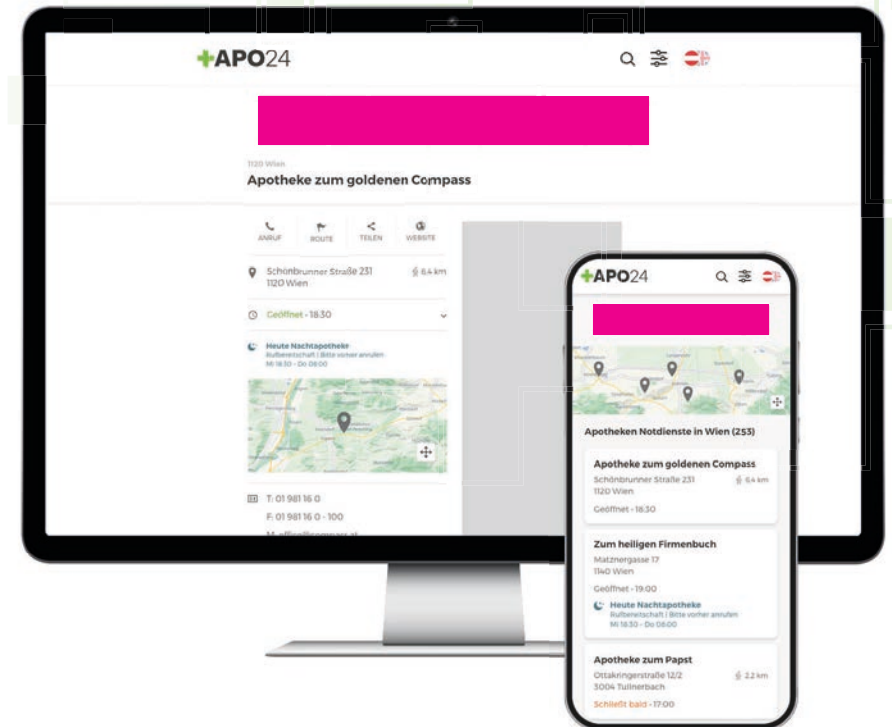 +APO24
1120 Wien
Apotheke zum goldenen Compass
ANRUF ROUTE TEILEN WEBSITE
Schönbrunner Straße 231 6,4 km
1120 Wien
Geöffnet - 18:30
Heute Nachtapotheke
Rufbereitschaft | Bitte vorher anrufen
Mi 18:30 - Do 08:00
T: 01 981 16 0
F: 01 981 16 0 - 100
M: office@compass.at
+APO24
Apotheken Notdienste in Wien (253)
Apotheke zum goldenen Compass
Schönbrunner Straße 231 6,4 km
1120 Wien
Geöffnet - 18:30
Zum heiligen Firmenbuch
Matznergasse 17
1140 Wien
Geöffnet - 19:00
Heute Nachtapotheke
Rufbereitschaft | Bitte vorher anrufen
Mi 18:30 - Do 08:00
Apotheke zum Papst
Ottakringerstraße 12/2 2,2 km
3004 Tullnerbach
Schließt bald - 17:00